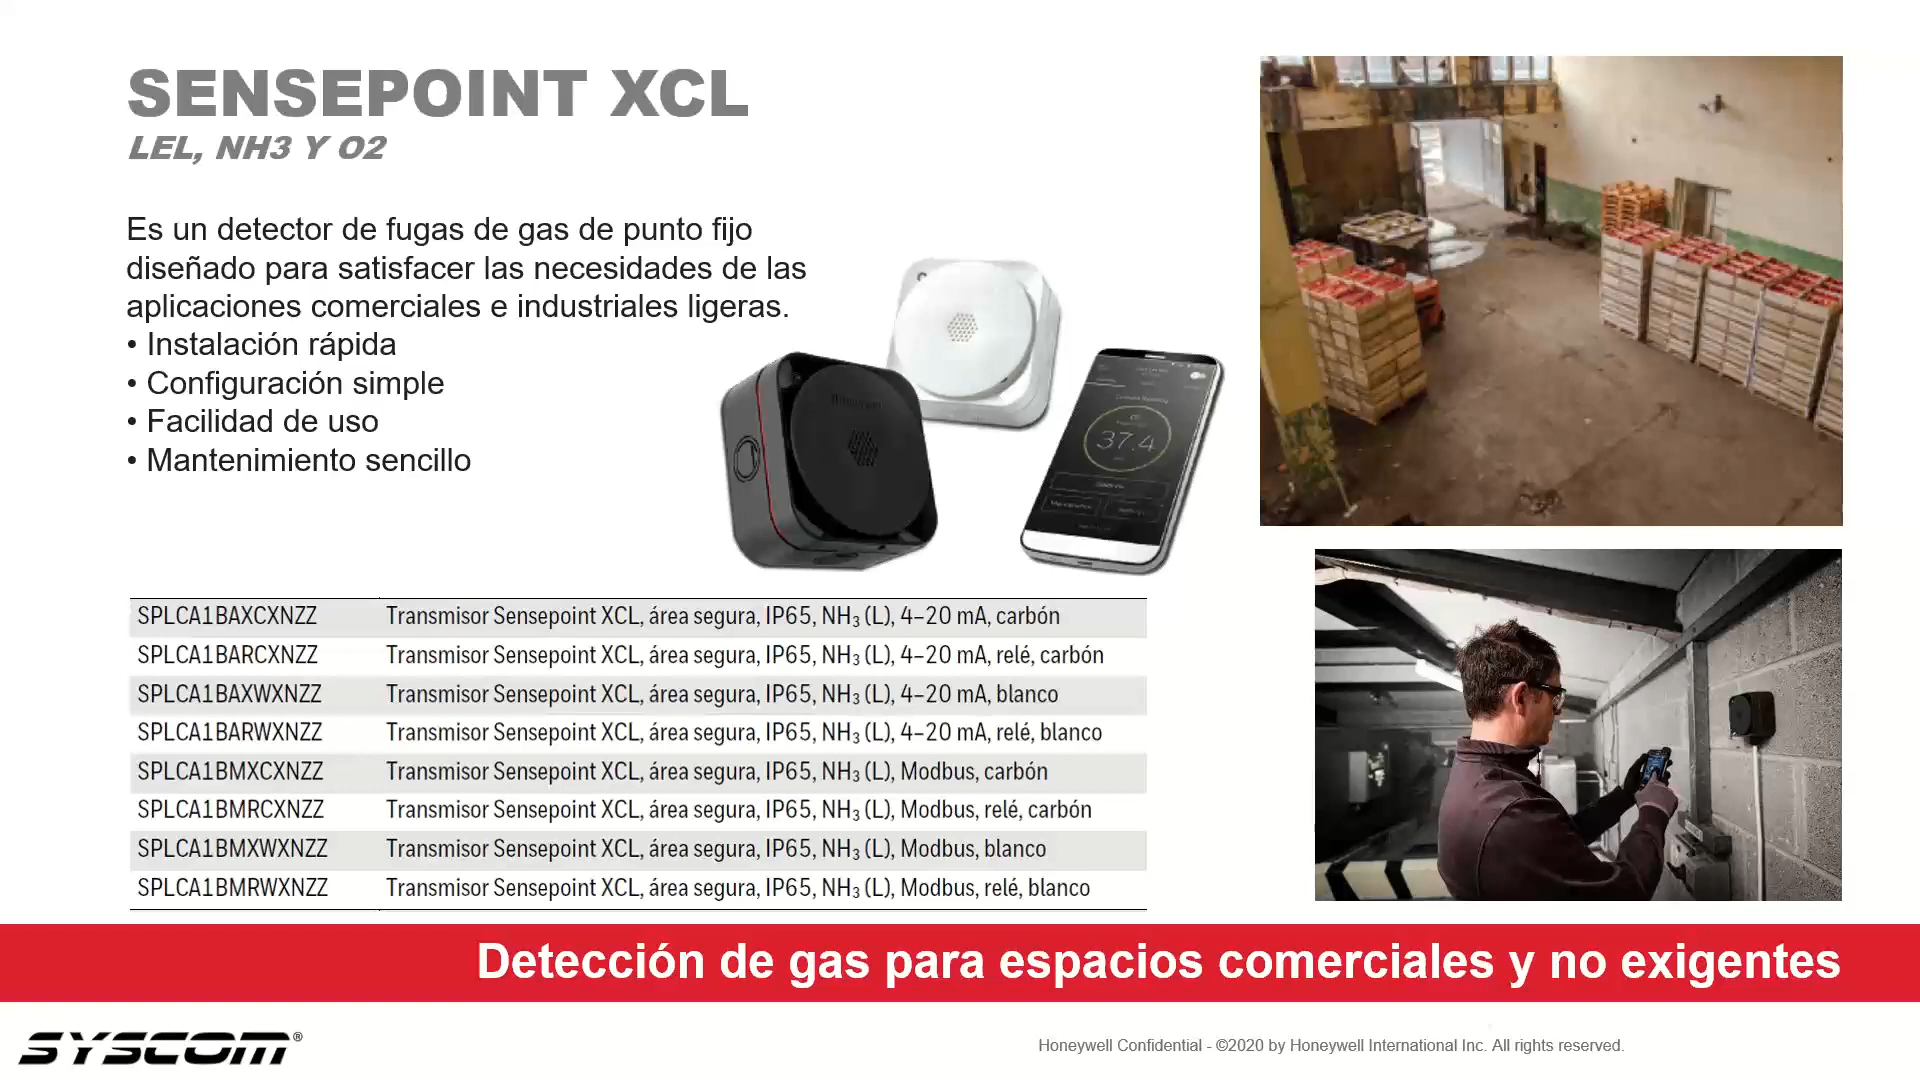 SENSEPOINT XCL
LEL, NH3 Y O2
Es un detector de fugas de gas de punto fijo
diseñado para satisfacer las necesidades de las
aplicaciones comerciales e industriales ligeras.
• Instalación rápida
• Configuración simple
• Facilidad de uso
• Mantenimiento sencillo
37.4
SPLCA1BAXCXNZZ Transmisor Sensepoint XCL, área segura, IP65, NH₃ (L), 4–20 mA, carbón
SPLCA1BARCXNZZ Transmisor Sensepoint XCL, área segura, IP65, NH₃ (L), 4–20 mA, relé, carbón
SPLCA1BAXWXNZZ Transmisor Sensepoint XCL, área segura, IP65, NH₃ (L), 4–20 mA, blanco
SPLCA1BARWXNZZ Transmisor Sensepoint XCL, área segura, IP65, NH₃ (L), 4–20 mA, relé, blanco
SPLCA1BMXCXNZZ Transmisor Sensepoint XCL, área segura, IP65, NH₃ (L), Modbus, carbón
SPLCA1BMRCXNZZ Transmisor Sensepoint XCL, área segura, IP65, NH₃ (L), Modbus, relé, carbón
SPLCA1BMXWXNZZ Transmisor Sensepoint XCL, área segura, IP65, NH₃ (L), Modbus, blanco
SPLCA1BMRWXNZZ Transmisor Sensepoint XCL, área segura, IP65, NH₃ (L), Modbus, relé, blanco
Detección de gas para espacios comerciales y no exigentes
SYSCOM®
Honeywell Confidential - ©2020 by Honeywell International Inc. All rights reserved.